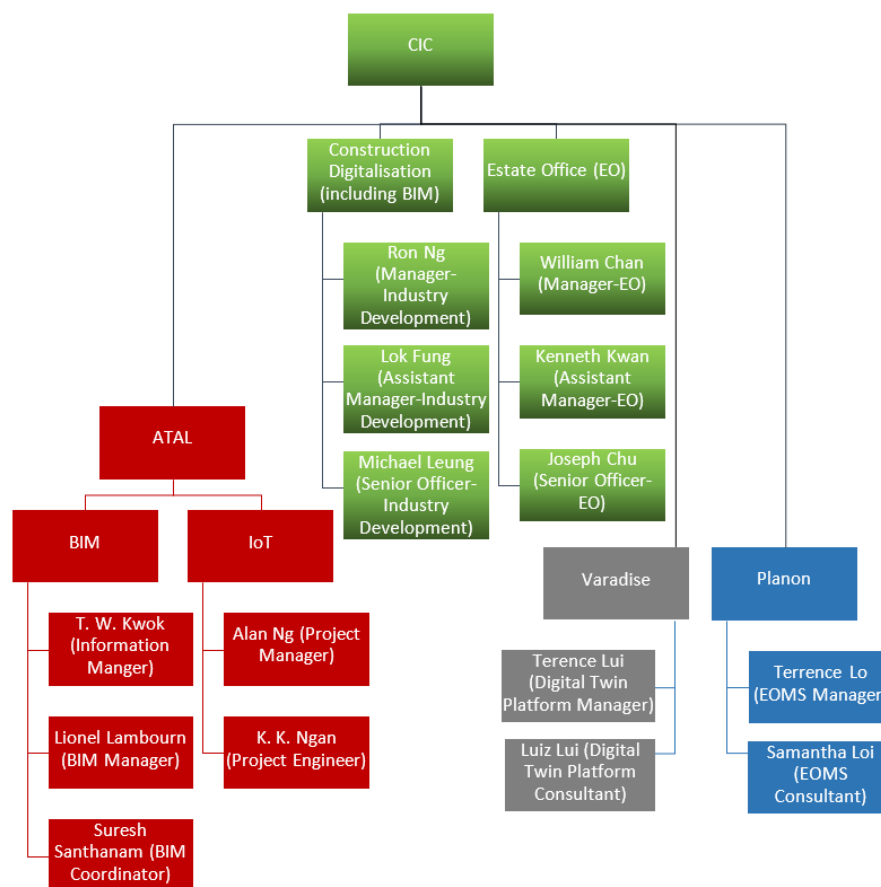 CIC
Construction
Digitalisation
(including BIM)
Estate Office (EO)
Ron Ng
(Manager-
Industry
Development)
William Chan
(Manager-EO)
Lok Fung
(Assistant
Manager-Industry
Development)
Kenneth Kwan
(Assistant
Manager-EO)
Michael Leung
(Senior Officer-
Industry
Development)
Joseph Chu
(Senior Officer-
EO)
ATAL
BIM
IoT
T. W. Kwok
(Information
Manger)
Alan Ng (Project
Manager)
Lionel Lambourn
(BIM Manager)
K. K. Ngan
(Project Engineer)
Suresh
Santhanam (BIM
Coordinator)
Varadise
Terence Lui
(Digital Twin
Platform Manager)
Luiz Lui (Digital
Twin Platform
Consultant)
Planon
Terrence Lo
(EOMS Manager
Samantha Loi
(EOMS
Consultant)